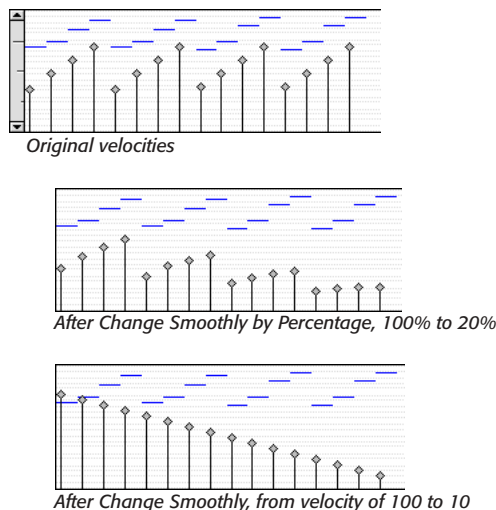 Original velocities
After Change Smoothly by Percentage, 100% to 20%
After Change Smoothly, from velocity of 100 to 10